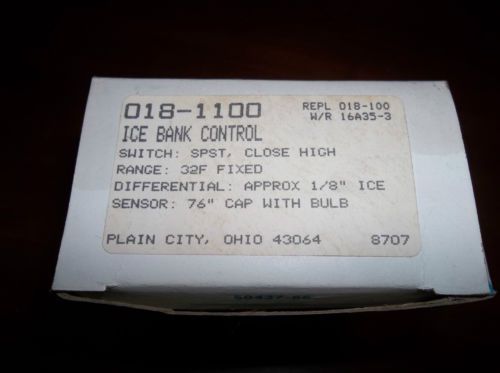 018-1100 REPL 018-100
ICE BANK CONTROL W/R 16A35-3
SWITCH: SPST, CLOSE HIGH
RANGE: 32F FIXED
DIFFERENTIAL: APPROX 1/8" ICE
SENSOR: 76" CAP WITH BULB
PLAIN CITY, OHIO 43064 8707